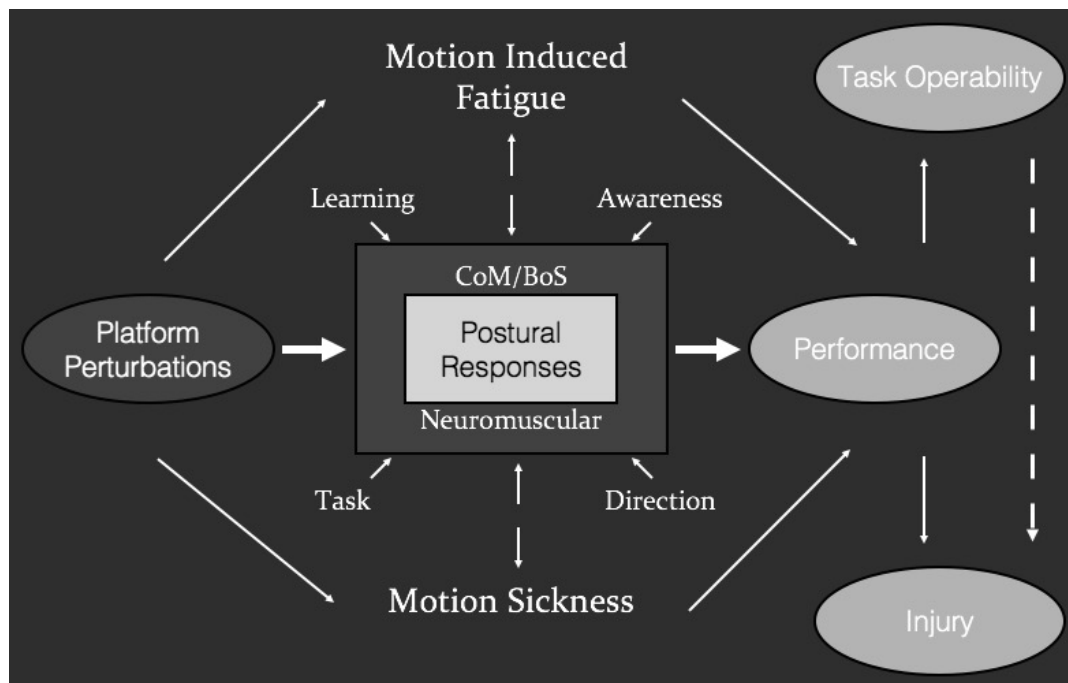 Motion Induced
Fatigue
Task Operability
Learning
Awareness
CoM/BoS
Platform
Perturbations
Postural
Responses
Performance
Neuromuscular
Task
Direction
Motion Sickness
Injury